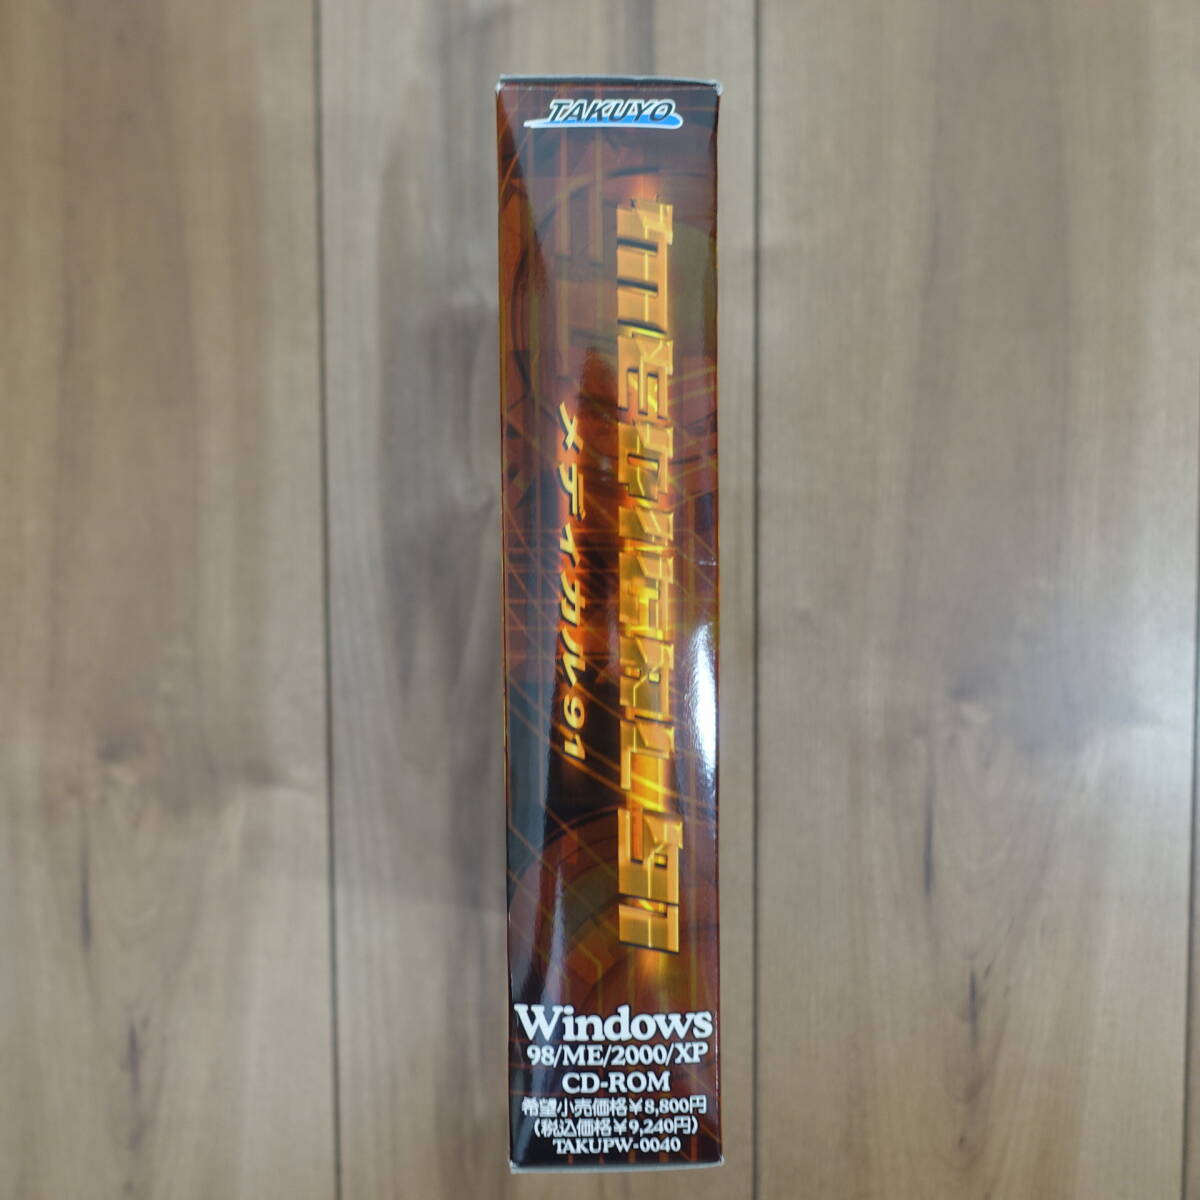 TAKUYO
MEDICAL91
メディカル91
Windows
98/ME/2000/XP
CD-ROM
希望小売価格￥8,800円
(税込価格￥9,240円)
TAKUPW-0040